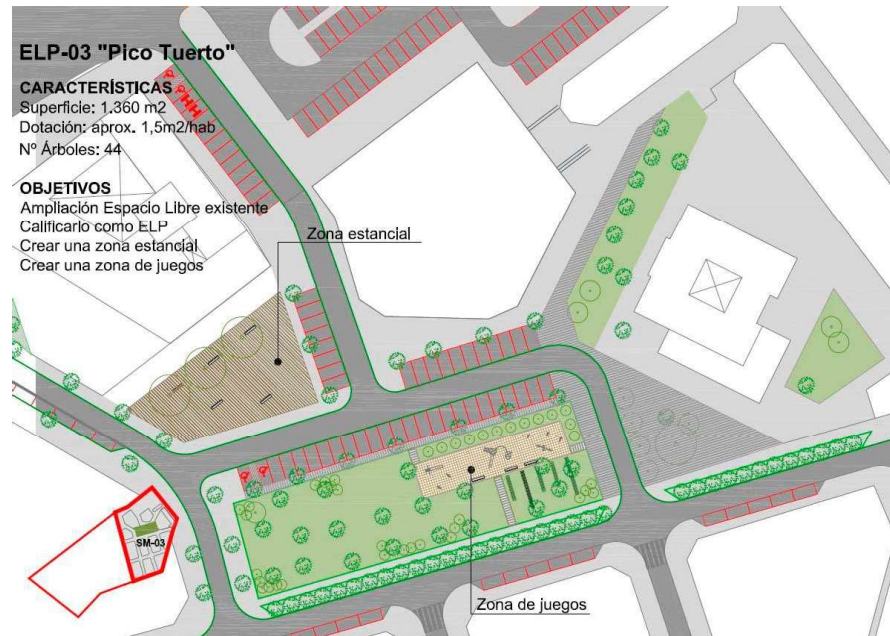 ELP-03 "Pico Tuerto"
CARACTERÍSTICAS
Superficie: 1.360 m2
Dotación: aprox. 1,5m2/hab
Nº Árboles: 44
OBJETIVOS
Ampliación Espacio Libre existente
Calificarlo como ELP
Crear una zona estancial
Crear una zona de juegos
Zona estancial
SM-03
Zona de juegos